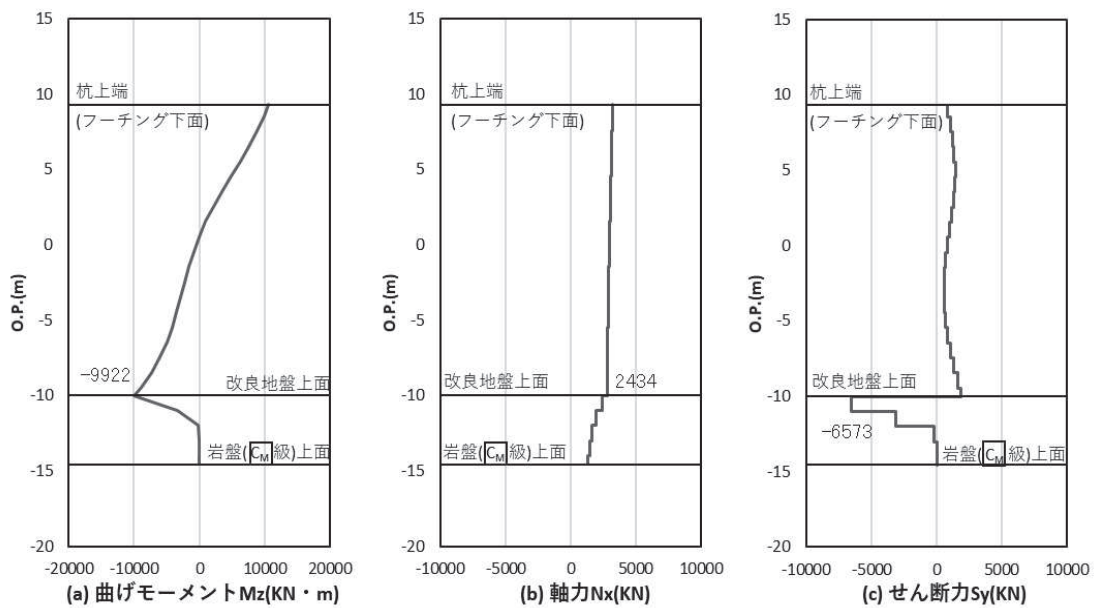 15
10
5
0
-5
-10
-15
-20
O.P.(m)
杭上端
(フーチング下面)
-9922
改良地盤上面
岩盤(CM級)上面
-20000 -10000 0 10000 20000
(a) 曲げモーメントMz(KN・m)
15
10
5
0
-5
-10
-15
-20
O.P.(m)
杭上端
(フーチング下面)
改良地盤上面
2434
岩盤(CM級)上面
-10000 -5000 0 5000 10000
(b) 軸力Nx(KN)
15
10
5
0
-5
-10
-15
-20
O.P.(m)
杭上端
(フーチング下面)
改良地盤上面
-6573
岩盤(CM級)上面
-10000 -5000 0 5000 10000
(c) せん断力Sy(KN)